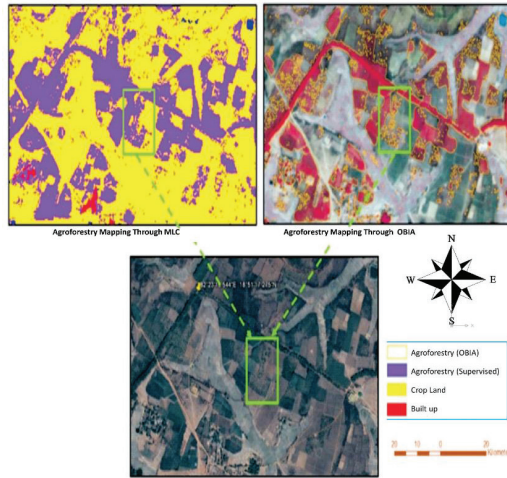 Agroforestry Mapping Through MLC
Agroforestry Mapping Through OBIA
N
W E
S
Agroforestry (OBIA)
Agroforestry (Supervised)
Crop Land
Built up
20 10 0 20